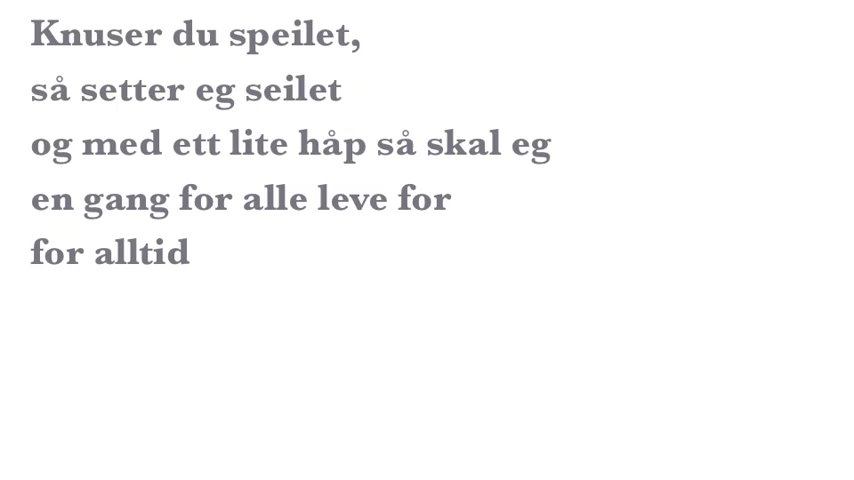 Knuser du speilet,
så setter eg seilet
og med ett lite håp så skal eg
en gang for alle leve for
for alltid